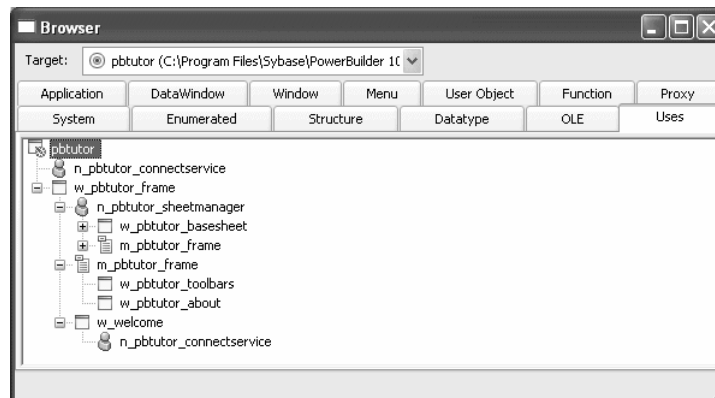 Browser
Target: pbtutor (C:\Program Files\Sybase\PowerBuilder 1(
Application DataWindow Window Menu User Object Function Proxy
System Enumerated Structure Datatype OLE Uses
pbtutor
n_pbtutor_connectservice
w_pbtutor_frame
n_pbtutor_sheetmanager
w_pbtutor_basesheet
m_pbtutor_frame
m_pbtutor_frame
w_pbtutor_toolbars
w_pbtutor_about
w_welcome
n_pbtutor_connectservice